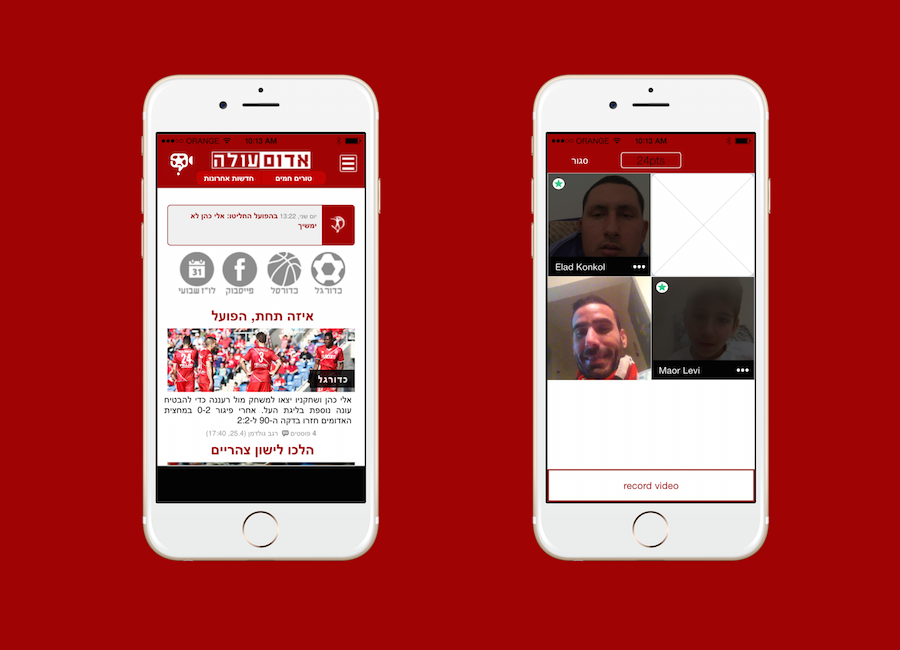 ORANGE 10:13 AM
אדום עולה
טורים חמים
חדשות אחרונות
יום שני, 13:22 בהפועל החליטו: אלי כהן לא
ימשיך
כדורגל
כדורסל
פייסבוק
לו"ז שבועי
31
איזה תחת, הפועל
24
3
כדורגל
אלי כהן ושחקניו יצאו למשחק מול רעננה כדי להבטיח
עונה נוספת בליגת העל. אחרי פיגור 0-2 במחצית
האדומים חזרו בדקה ה-90 ל-2:2
4 פוסטים רגב גולדמן (25.4, 17:40)
הלכו לישון צהריים
ORANGE 10:13 AM
סגור
24pts
Elad Konkol
Maor Levi
record video